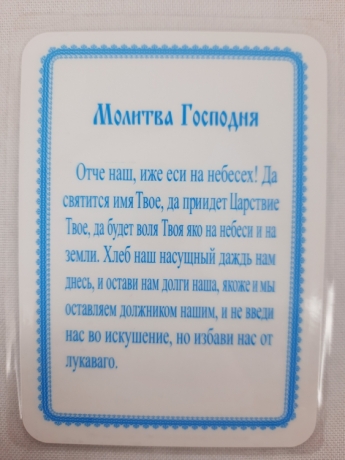 Молитва Господня
Отче наш, иже еси на небесех! Да
святится имя Твое, да приидет Царствие
Твое, да будет воля Твоя яко на небеси и на
земли. Хлеб наш насущный даждь нам
днесь, и остави нам долги наша, якоже и мы
оставляем должником нашим, и не введи
нас во искушение, но избави нас от
лукаваго.